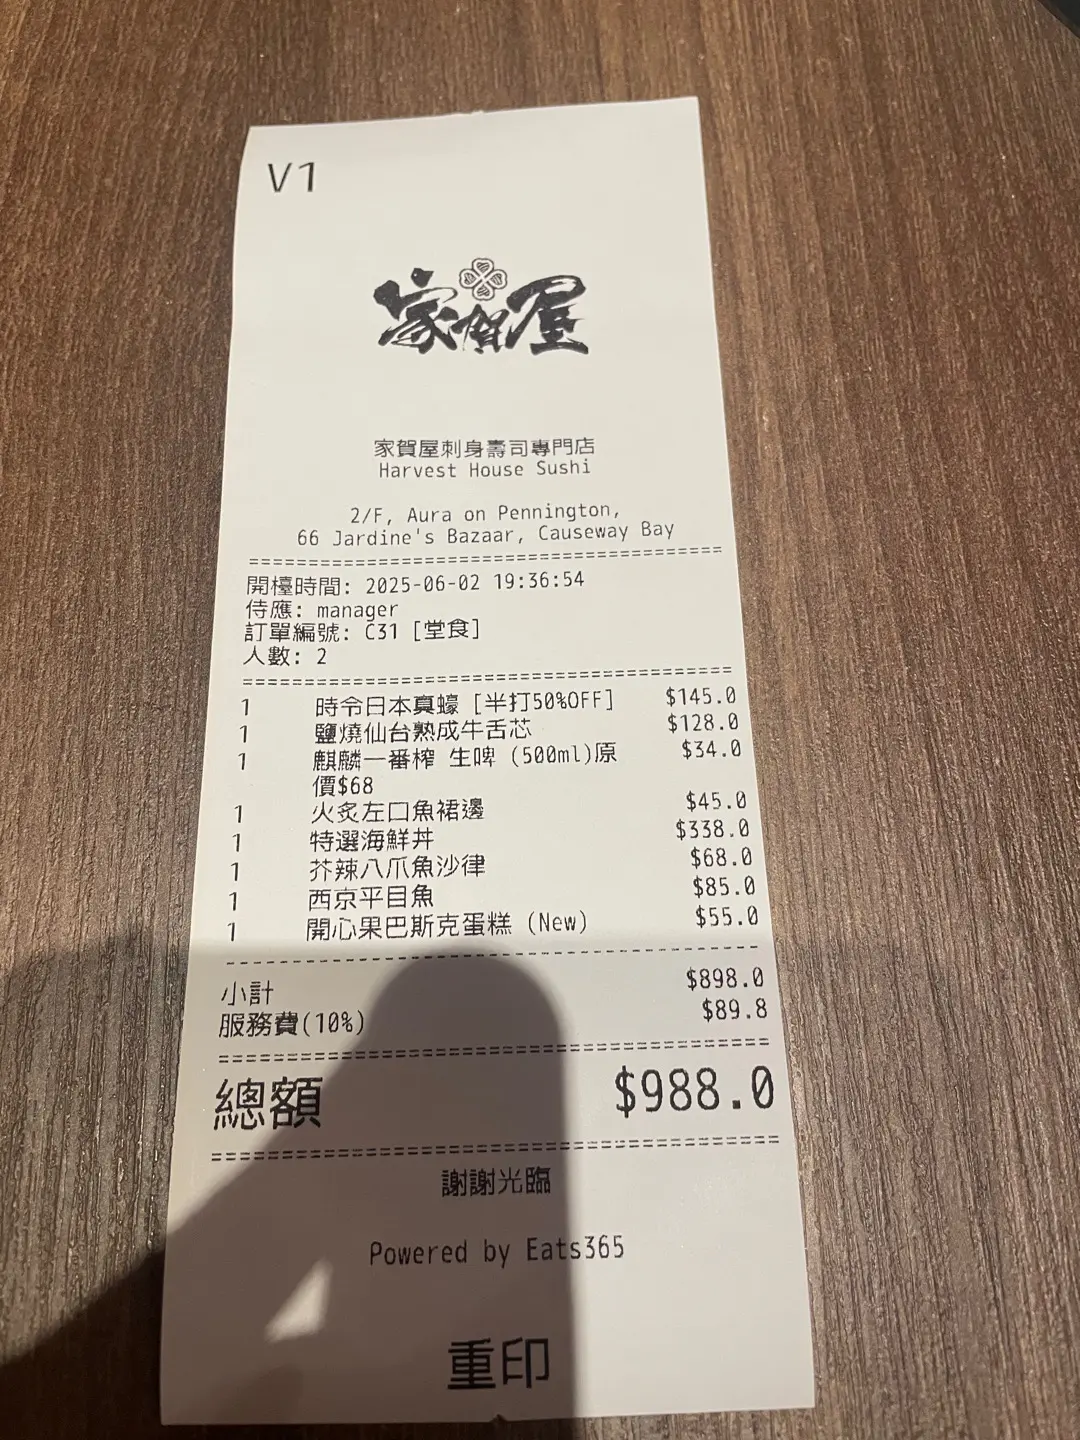 V1
家賀屋
家賀屋刺身壽司專門店
Harvest House Sushi
2/F, Aura on Pennington,
66 Jardine's Bazaar, Causeway Bay
開檯時間: 2025-06-02 19:36:54
侍應: manager
訂單編號: C31 [堂食]
人數: 2
1 時令日本真蠔 [半打50%OFF] $145.0
1 鹽燒仙台熟成牛舌芯 $128.0
1 麒麟一番榨 生啤 (500ml)原 $34.0
價$68
1 火炙左口魚裙邊 $45.0
1 特選海鮮丼 $338.0
1 芥辣八爪魚沙律 $68.0
1 西京平目魚 $85.0
1 開心果巴斯克蛋糕 (New) $55.0
小計 $898.0
服務費(10%) $89.8
總額 $988.0
謝謝光臨
Powered by Eats365
重印